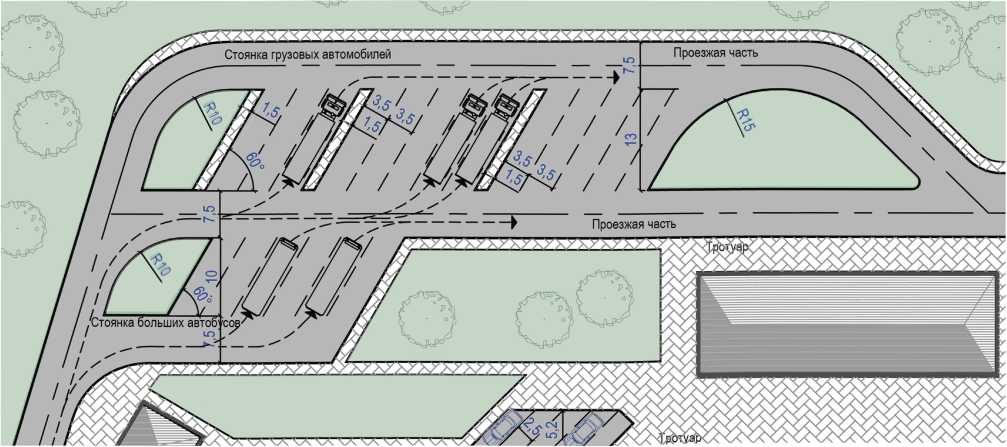 Стоянка грузовых автомобилей
Проезжая часть
7,5
R10
1,5
3,5
3,5
1,5
60°
3,5
3,5
1,5
13
R15
7,5
Проезжая часть
Тротуар
R10
10
60°
Стоянка больших автобусов
7,5
2,5
5,2
Тротуар